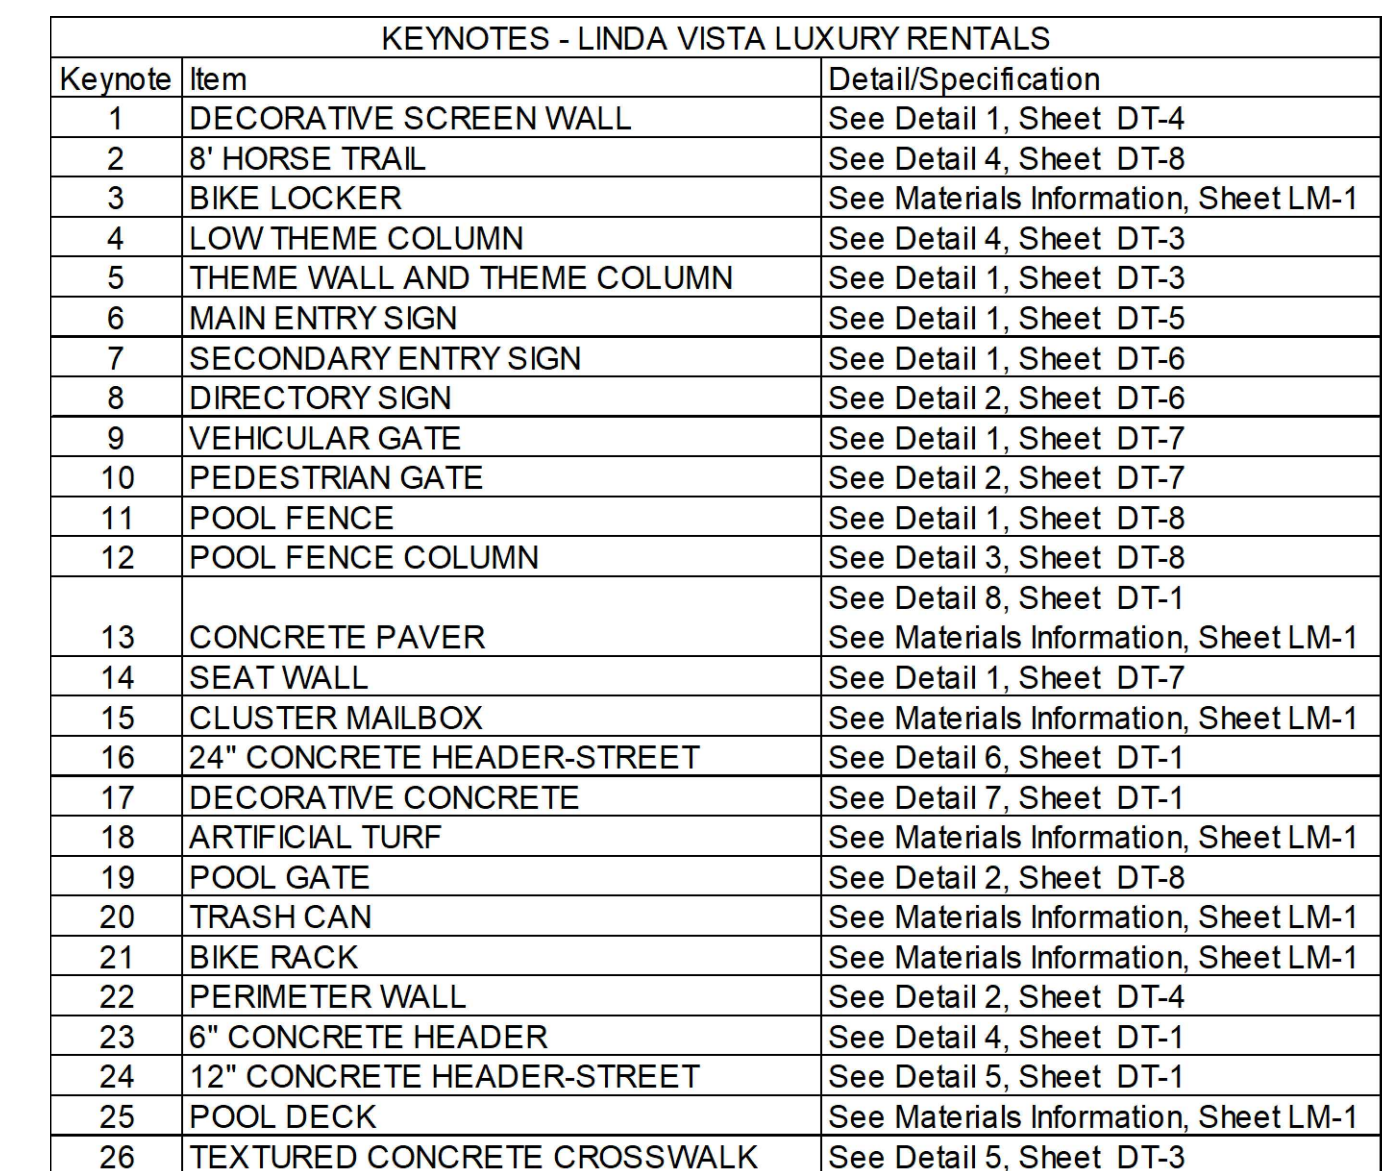 KEYNOTES - LINDA VISTA LUXURY RENTALS
Keynote Item Detail/Specification
1 DECORATIVE SCREEN WALL See Detail 1, Sheet DT-4
2 8' HORSE TRAIL See Detail 4, Sheet DT-8
3 BIKE LOCKER See Materials Information, Sheet LM-1
4 LOW THEME COLUMN See Detail 4, Sheet DT-3
5 THEME WALL AND THEME COLUMN See Detail 1, Sheet DT-3
6 MAIN ENTRY SIGN See Detail 1, Sheet DT-5
7 SECONDARY ENTRY SIGN See Detail 1, Sheet DT-6
8 DIRECTORY SIGN See Detail 2, Sheet DT-6
9 VEHICULAR GATE See Detail 1, Sheet DT-7
10 PEDESTRIAN GATE See Detail 2, Sheet DT-7
11 POOL FENCE See Detail 1, Sheet DT-8
12 POOL FENCE COLUMN See Detail 3, Sheet DT-8
See Detail 8, Sheet DT-1
13 CONCRETE PAVER See Materials Information, Sheet LM-1
14 SEAT WALL See Detail 1, Sheet DT-7
15 CLUSTER MAILBOX See Materials Information, Sheet LM-1
16 24" CONCRETE HEADER-STREET See Detail 6, Sheet DT-1
17 DECORATIVE CONCRETE See Detail 7, Sheet DT-1
18 ARTIFICIAL TURF See Materials Information, Sheet LM-1
19 POOL GATE See Detail 2, Sheet DT-8
20 TRASH CAN See Materials Information, Sheet LM-1
21 BIKE RACK See Materials Information, Sheet LM-1
22 PERIMETER WALL See Detail 2, Sheet DT-4
23 6" CONCRETE HEADER See Detail 4, Sheet DT-1
24 12" CONCRETE HEADER-STREET See Detail 5, Sheet DT-1
25 POOL DECK See Materials Information, Sheet LM-1
26 TEXTURED CONCRETE CROSSWALK See Detail 5, Sheet DT-3